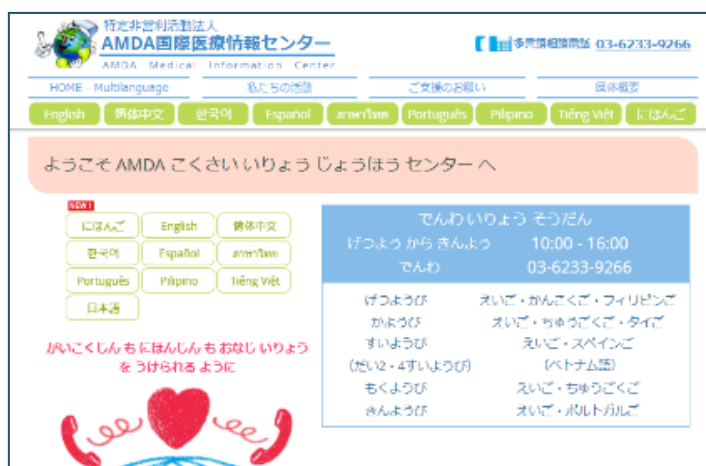 特定非営利活動法人
AMDA国際医療情報センター
AMDA Medical Information Center
多言語相談電話 03-6233-9266
HOME - Multilanguage 私たちの活動 ご支援のお願い 団体概要
English 简体中文 한국어 Español ภาษาไทย Português Pilipino Tiếng Việt にほんご
ようこそ AMDA こくさい いりょう じょうほう センター へ
NEW!
にほんご English 简体中文
한국어 Español ภาษาไทย
Português Pilipino Tiếng Việt
日本語
がいこくじん も にほんじん も おなじ いりょう
を うけられる ように
でんわ いりょう そうだん
げつよう から きんよう 10:00 - 16:00
でんわ 03-6233-9266
げつようび えいご・かんこくご・フィリピンご
かようび えいご・ちゅうごくご・タイご
すいようび えいご・スペインご
(だい2・4すいようび) (ベトナム語)
もくようび えいご・ちゅうごくご
きんようび えいご・ポルトガルご